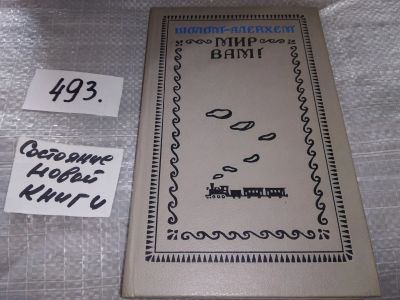 ШОЛОМ-АЛЕЙХЕМ
МИР
ВАМ!
493.
Состояние
новой
книги